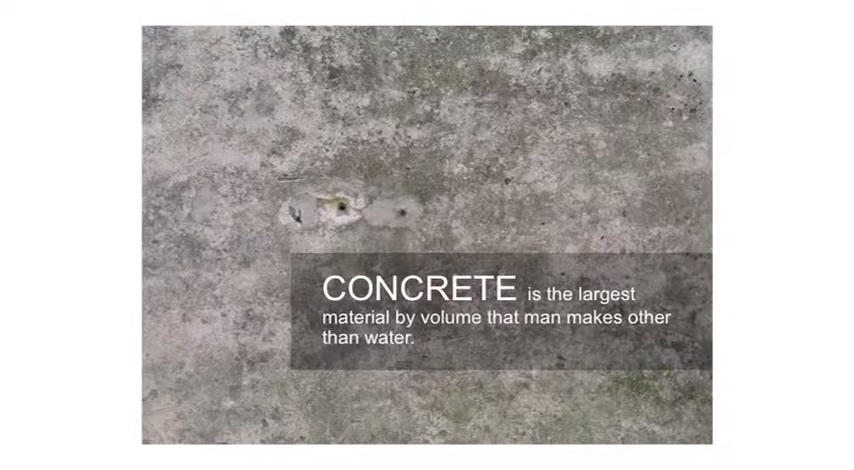 CONCRETE is the largest
material by volume that man makes other
than water.